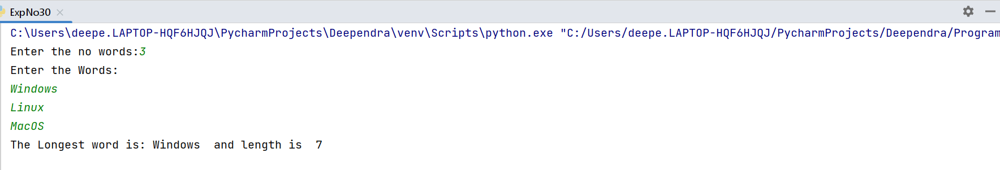 ExpNo30
C:\Users\deepe.LAPTOP-HQF6HJQJ\PycharmProjects\Deependra\venv\Scripts\python.exe "C:/Users/deepe.LAPTOP-HQF6HJQJ/PycharmProjects/Deependra/Program
Enter the no words:3
Enter the Words:
Windows
Linux
MacOS
The Longest word is: Windows  and length is  7